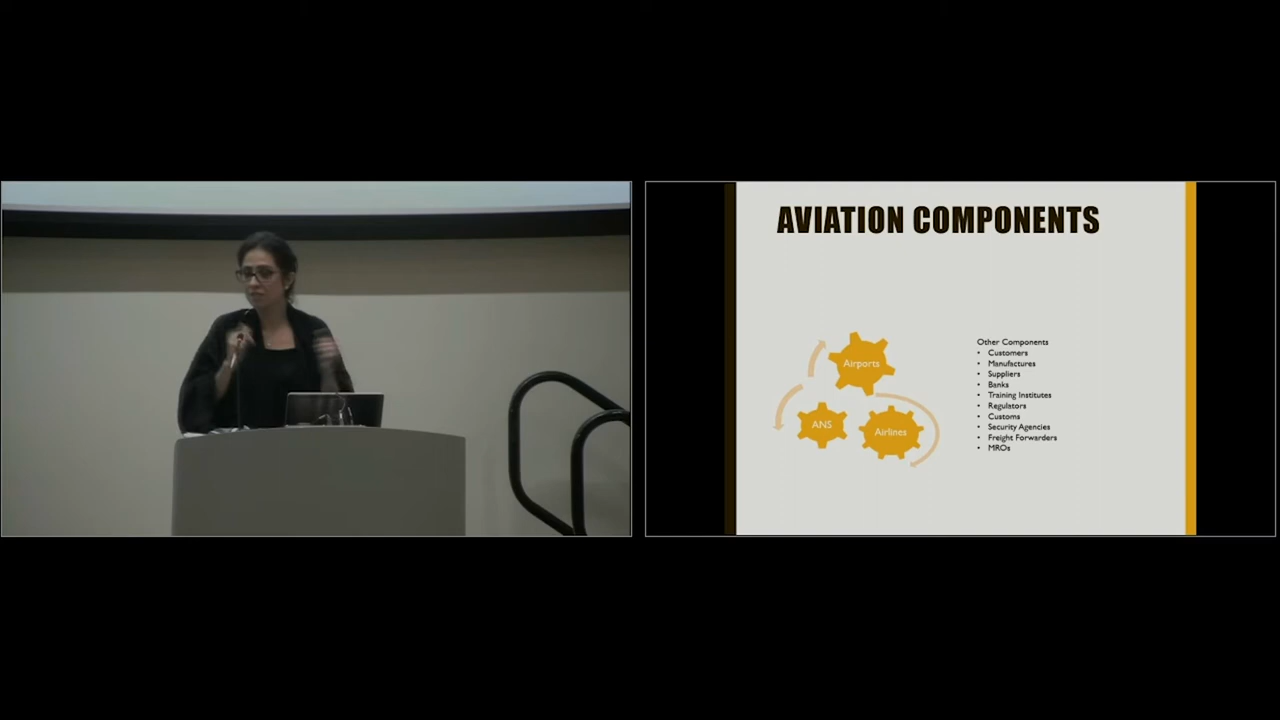 AVIATION COMPONENTS
Airports
ANS
Airlines
Other Components
• Customers
• Manufactures
• Suppliers
• Banks
• Training Institutes
• Regulators
• Customs
• Security Agencies
• Freight Forwarders
• MROs